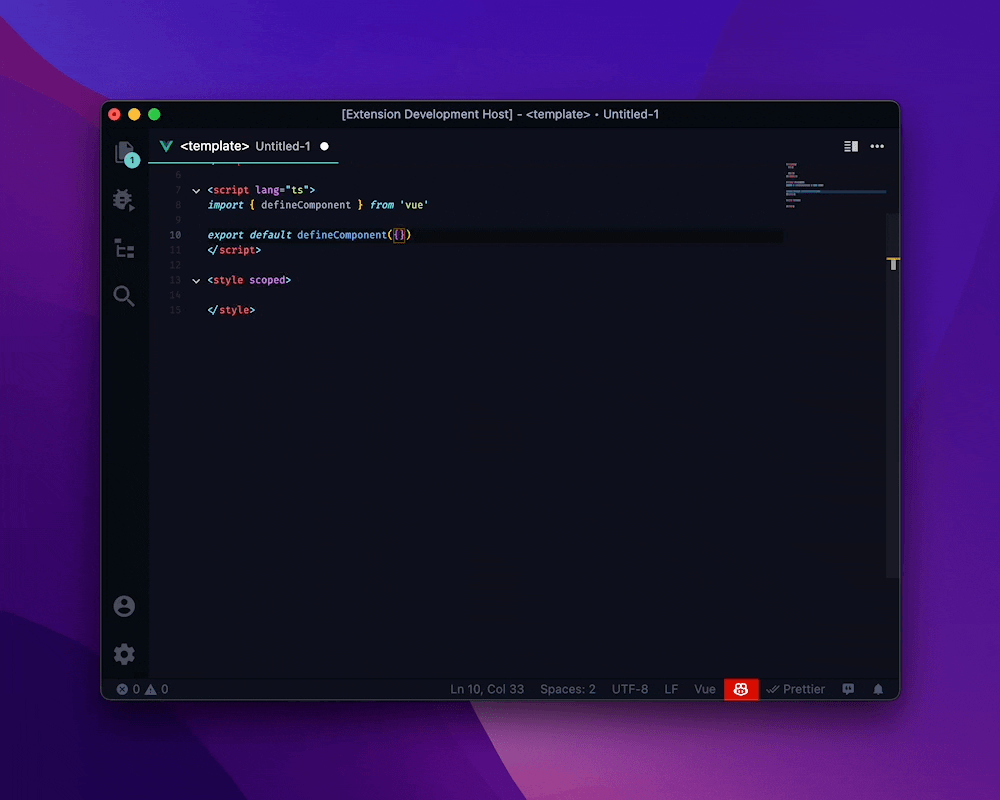 [Extension Development Host] - <template> • Untitled-1
<template> Untitled-1
1
6
7 <script lang="ts">
8 import { defineComponent } from 'vue'
9
10 export default defineComponent({})
11 </script>
12
13 <style scoped>
14
15 </style>
0 0 Ln 10, Col 33 Spaces: 2 UTF-8 LF Vue Prettier